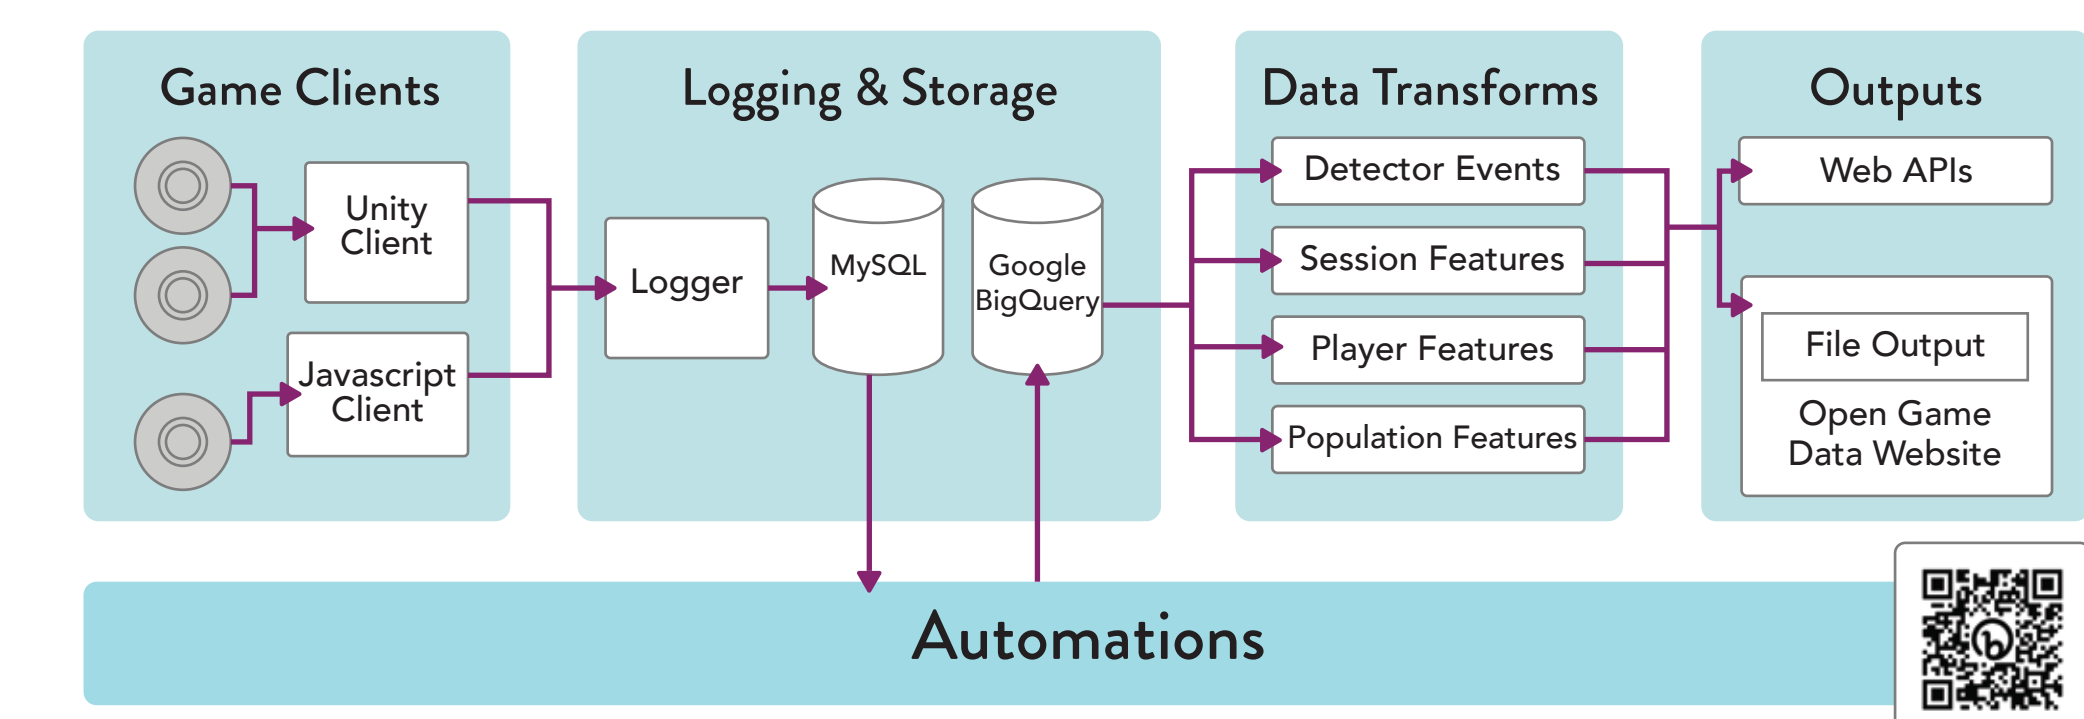 Game Clients
Unity
Client
Javascript
Client
Logging & Storage
Logger
MySQL
Google
BigQuery
Data Transforms
Detector Events
Session Features
Player Features
Population Features
Outputs
Web APIs
File Output
Open Game
Data Website
Automations
b